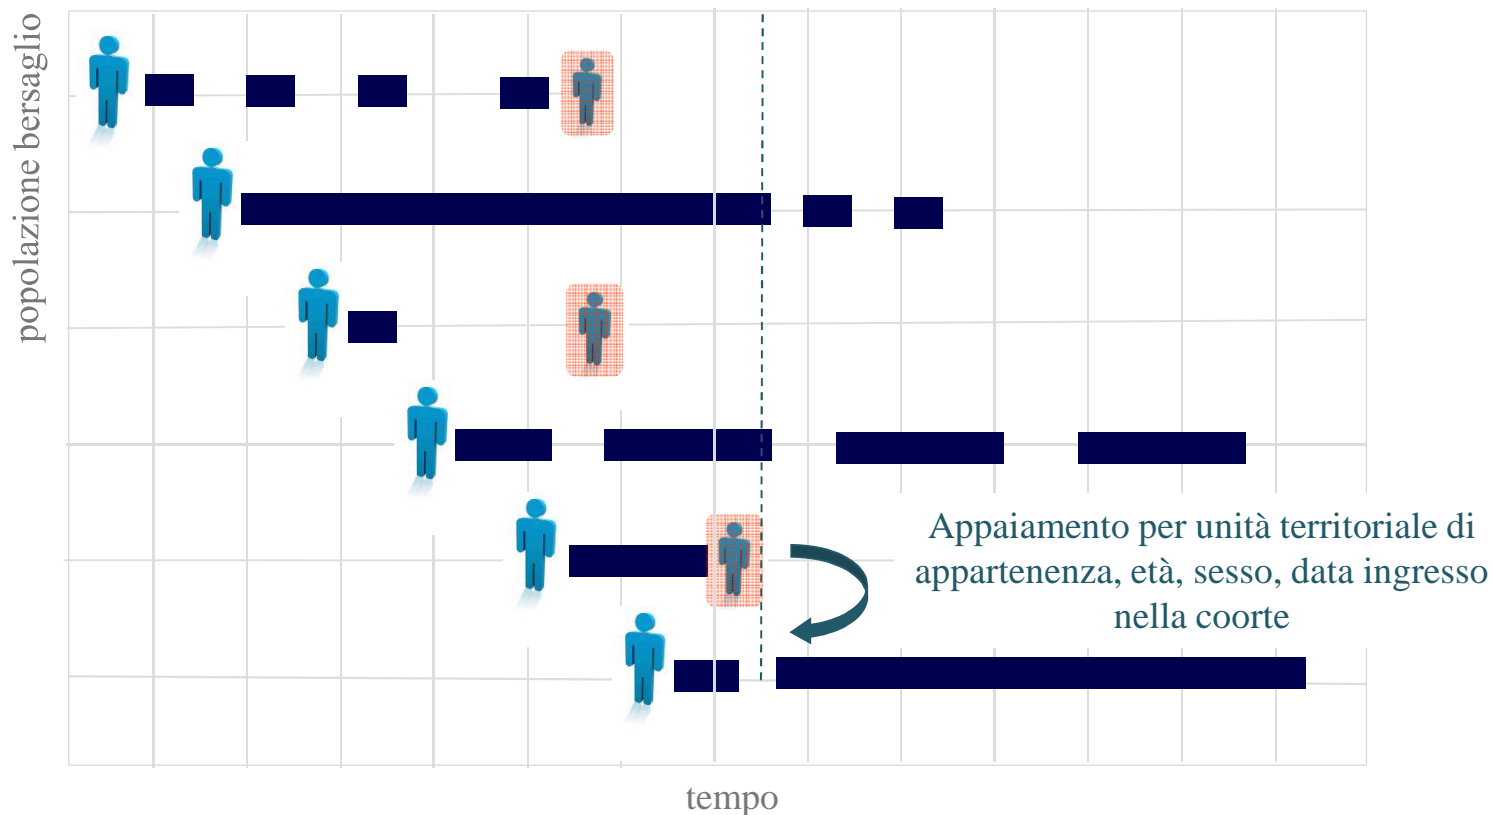 popolazione bersaglio
Appaiamento per unità territoriale di
appartenenza, età, sesso, data ingresso
nella coorte
tempo